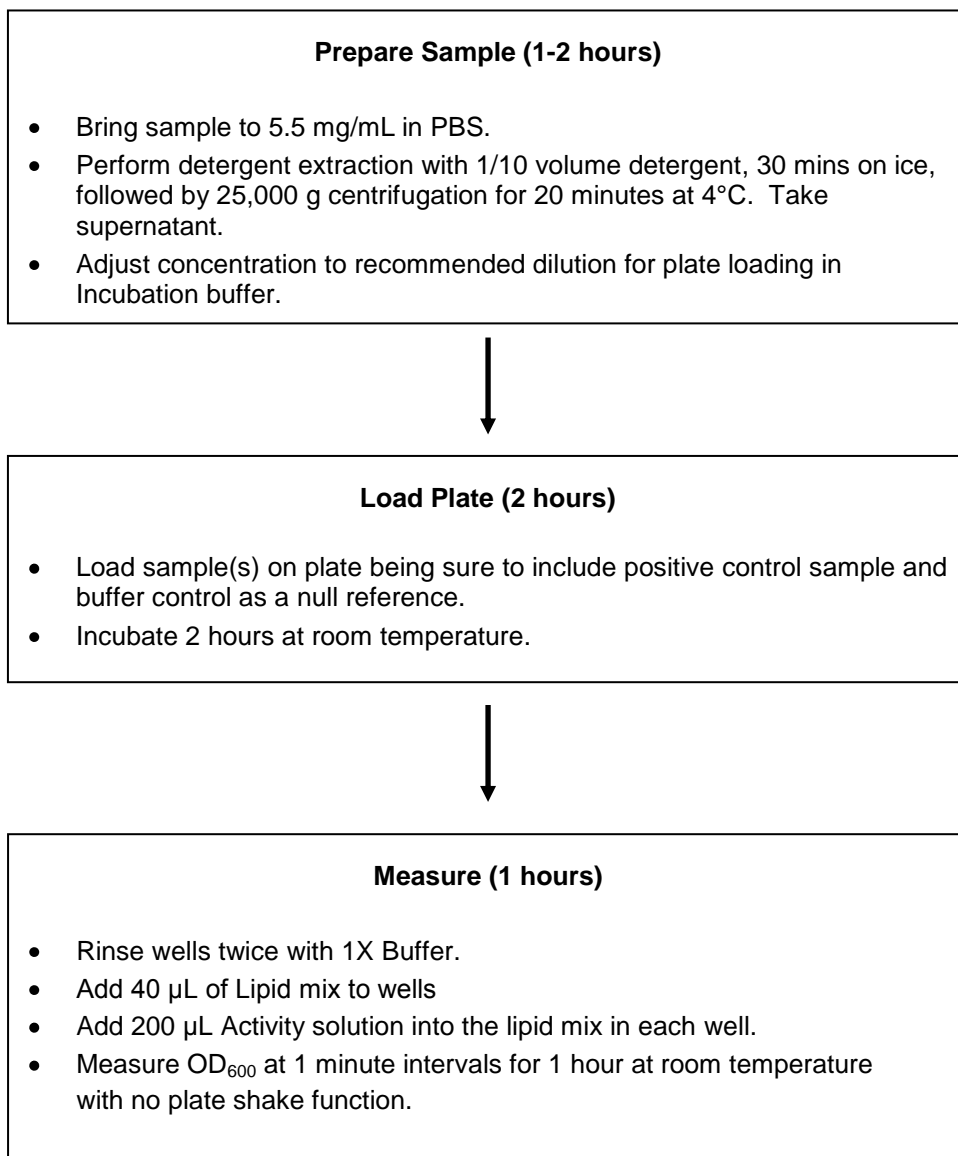 Prepare Sample (1-2 hours)
• Bring sample to 5.5 mg/mL in PBS.
• Perform detergent extraction with 1/10 volume detergent, 30 mins on ice,
followed by 25,000 g centrifugation for 20 minutes at 4°C.  Take
supernatant.
• Adjust concentration to recommended dilution for plate loading in
Incubation buffer.
Load Plate (2 hours)
• Load sample(s) on plate being sure to include positive control sample and
buffer control as a null reference.
• Incubate 2 hours at room temperature.
Measure (1 hours)
• Rinse wells twice with 1X Buffer.
• Add 40 µL of Lipid mix to wells
• Add 200 µL Activity solution into the lipid mix in each well.
• Measure OD₆₀₀ at 1 minute intervals for 1 hour at room temperature
with no plate shake function.